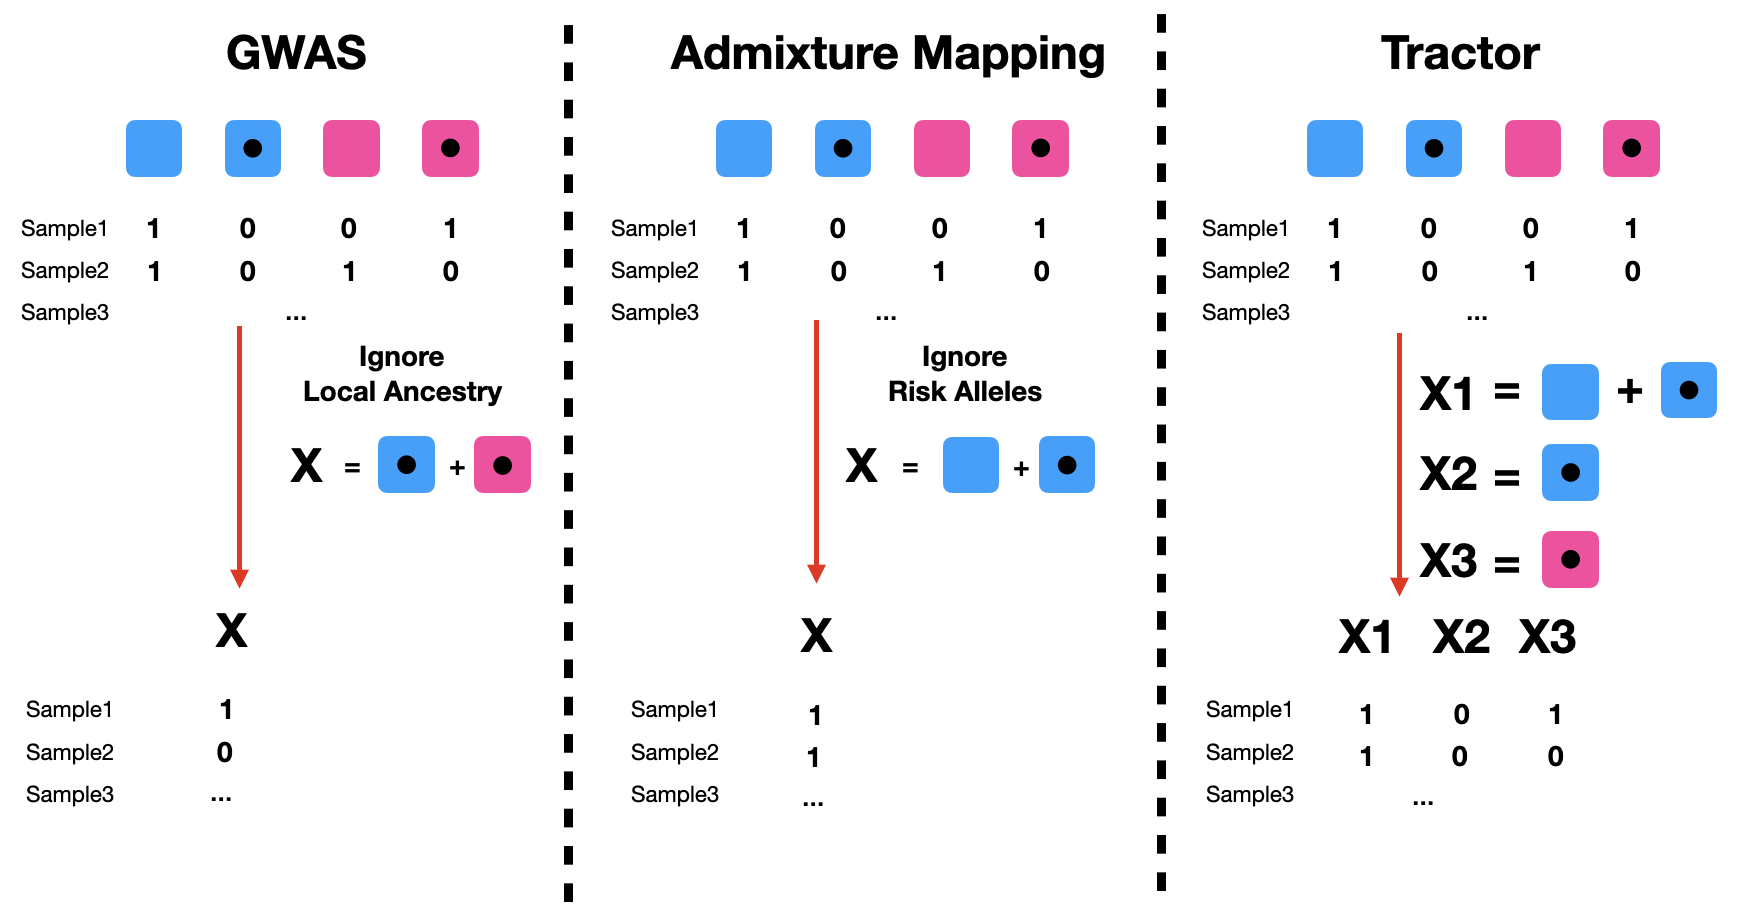 GWAS
Sample1 1 0 0 1
Sample2 1 0 1 0
Sample3 ...
Ignore
Local Ancestry
X = +
X
Sample1 1
Sample2 0
Sample3 ...
Admixture Mapping
Sample1 1 0 0 1
Sample2 1 0 1 0
Sample3 ...
Ignore
Risk Alleles
X = +
X
Sample1 1
Sample2 1
Sample3 ...
Tractor
Sample1 1 0 0 1
Sample2 1 0 1 0
Sample3 ...
X1 = +
X2 =
X3 =
X1 X2 X3
Sample1 1 0 1
Sample2 1 0 0
Sample3 ...